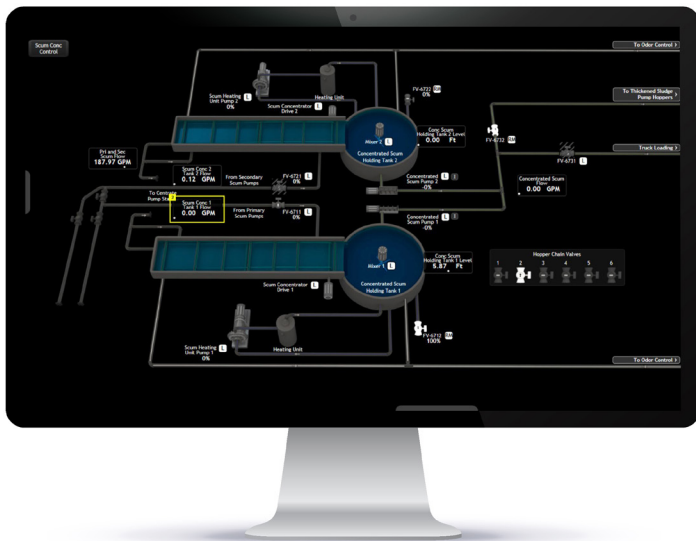 Scum Conc
Control
To Odor Control >
Scum Heating
Unit Pump 2
0%
L
Heating Unit
Scum Concentrator
Drive 2
L
FV-6722
0%
To Thickened Sludge
Pump Hoppers >
Mixer 2 L
Concentrated Scum
Holding Tank 2
Conc Scum
Holding Tank 2 Level
0.00 Ft
FV-6732
Truck Loading >
FV-6731 L
Pri and Sec
Scum Flow
187.97 GPM
Scum Conc 2
Tank 2 Flow
0.12 GPM
From Secondary
Scum Pumps
FV-6721
0%
L
Concentrated
Scum Pump 2
-0%
L
Concentrated Scum
Flow
0.00 GPM
To Centrate
Pump Sta
Scum Conc 1
Tank 1 Flow
0.00 GPM
From Primary
Scum Pumps
FV-6711
0%
L
Concentrated
Scum Pump 1
-0%
L
Mixer 1 L
Concentrated Scum
Holding Tank 1
Conc Scum
Holding Tank 1 Level
5.87 Ft
Hopper Chain Valves
1 2 3 4 5 6
Scum Concentrator
Drive 1
L
Scum Heating
Unit Pump 1
0%
L
Heating Unit
FV-6712
100%
To Odor Control >